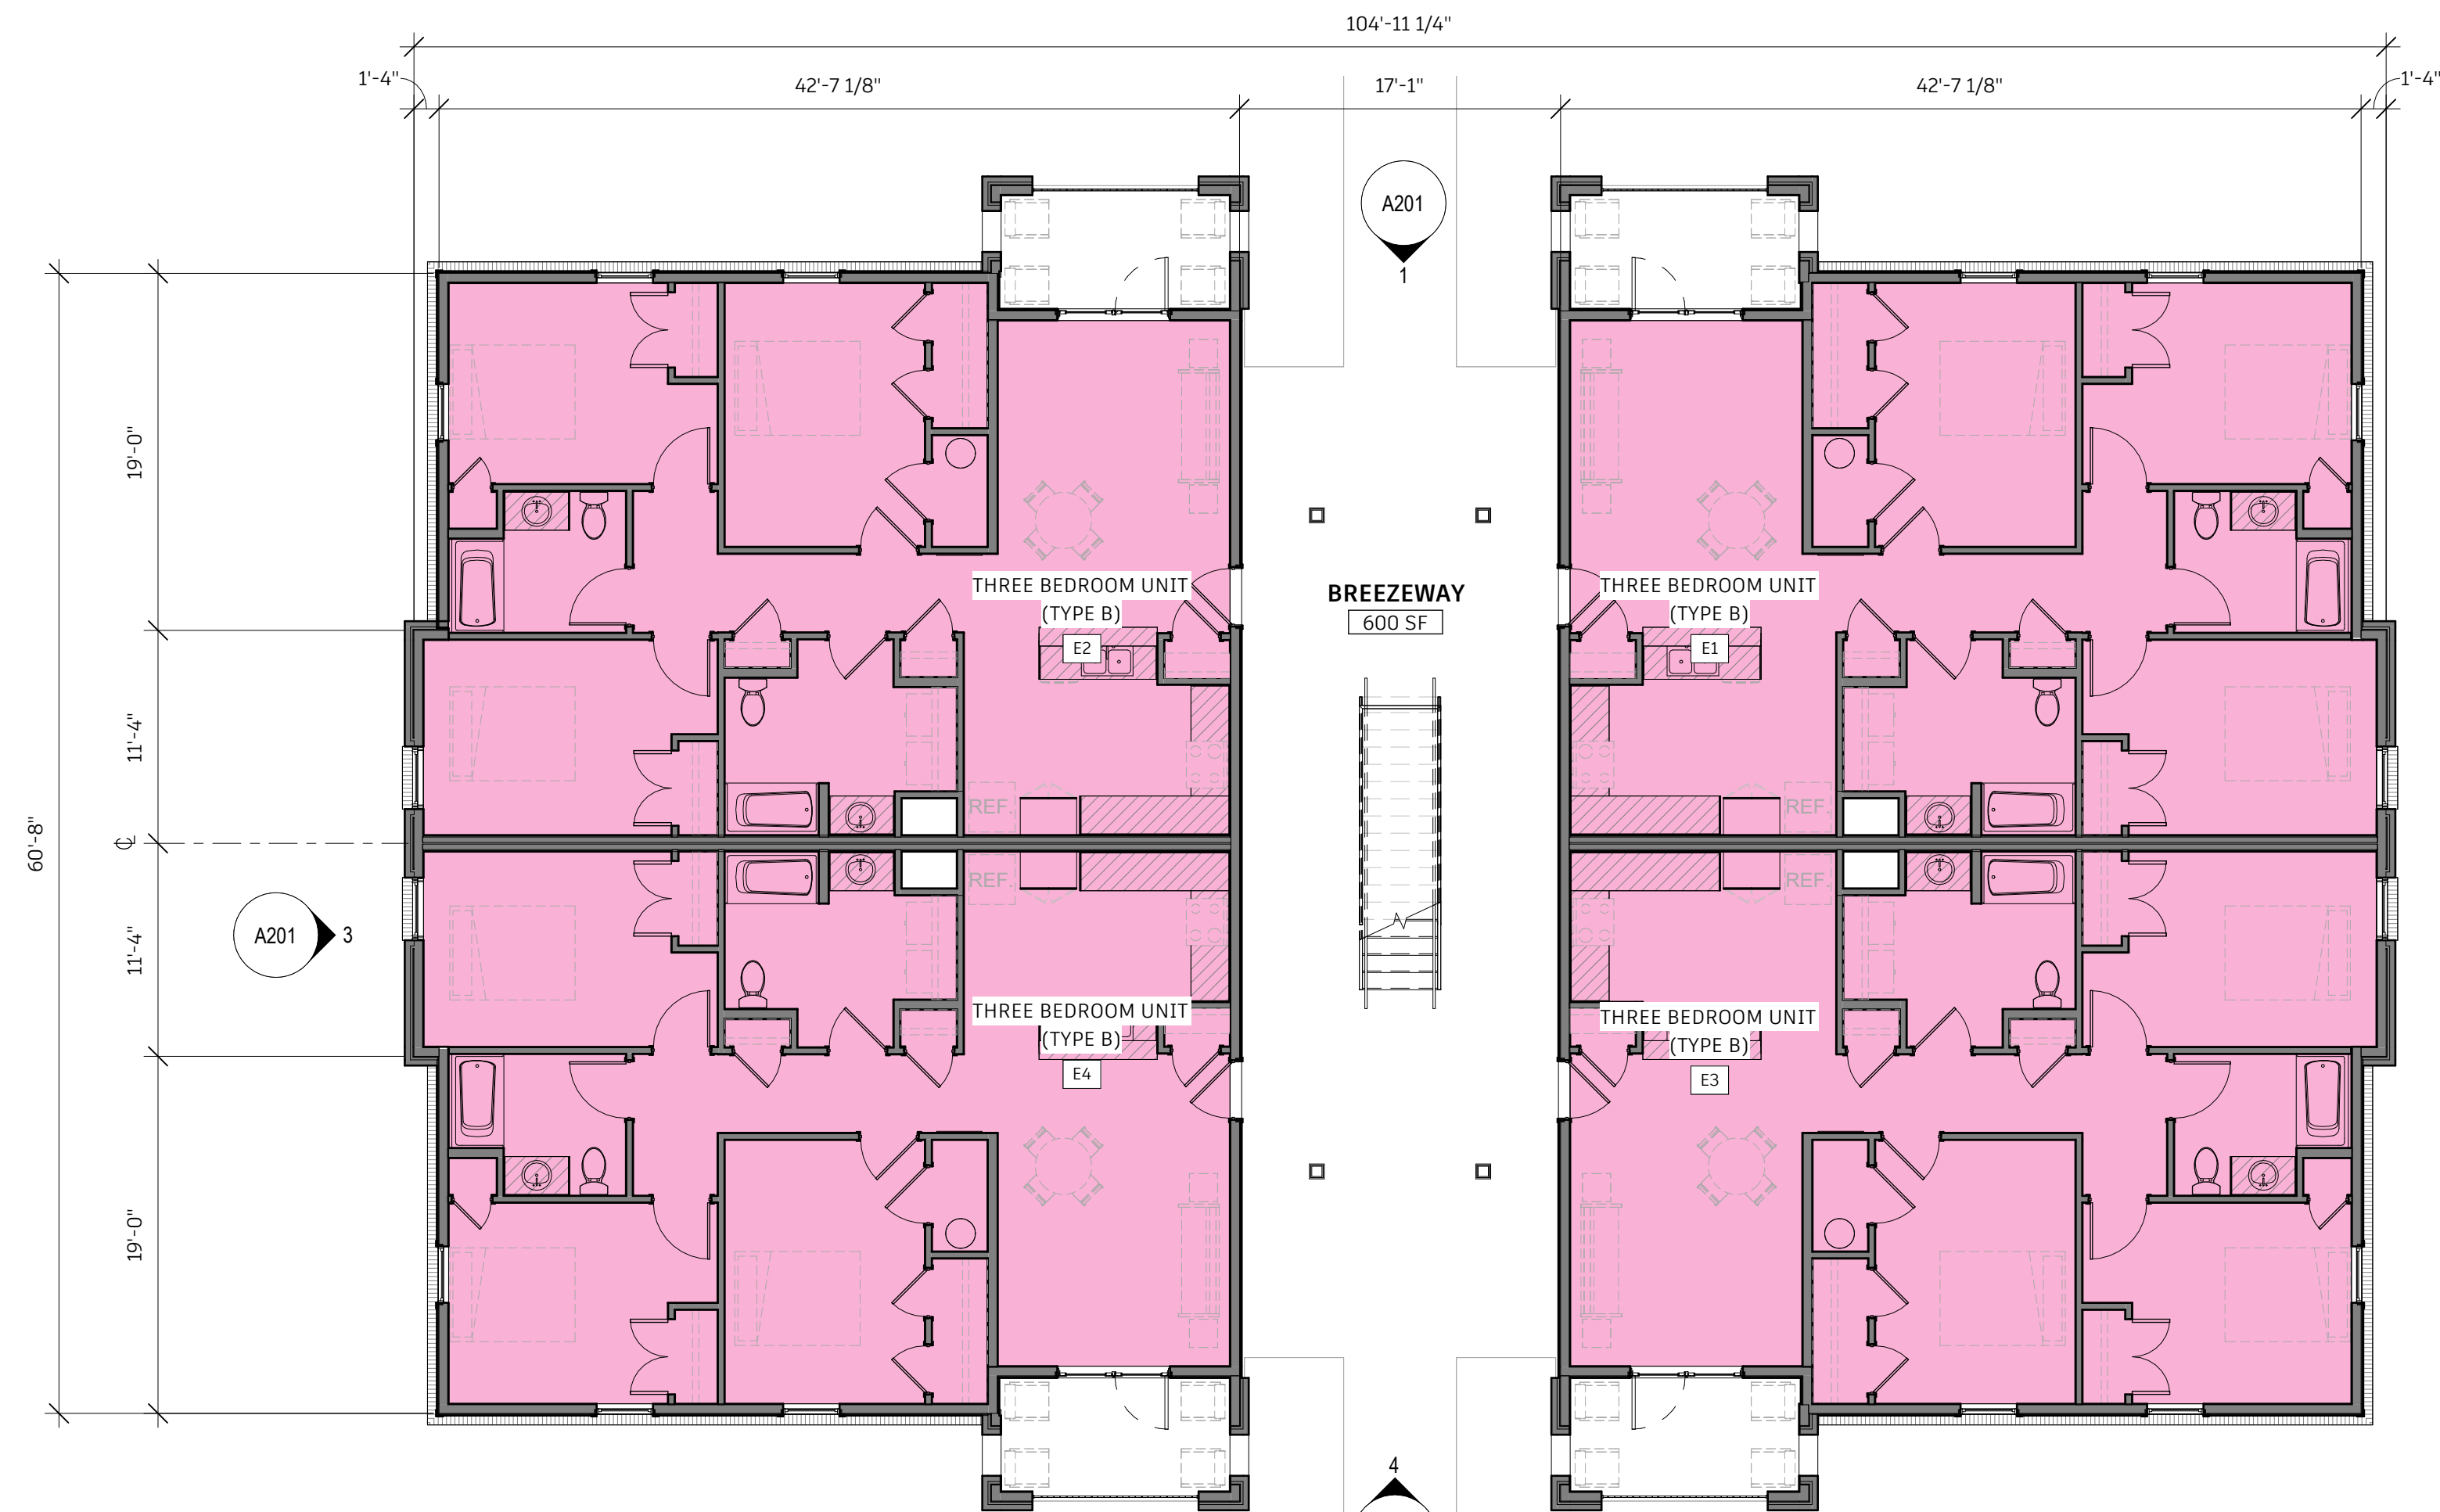 104'-11 1/4"
1'-4"
42'-7 1/8"
17'-1"
42'-7 1/8"
1'-4"
A201
1
19'-0"
11'-4"
60'-8"
℄
11'-4"
19'-0"
A201
3
THREE BEDROOM UNIT
(TYPE B)
E2
BREEZEWAY
600 SF
THREE BEDROOM UNIT
(TYPE B)
E1
REF.
REF.
REF.
REF.
THREE BEDROOM UNIT
(TYPE B)
E4
THREE BEDROOM UNIT
(TYPE B)
E3
4